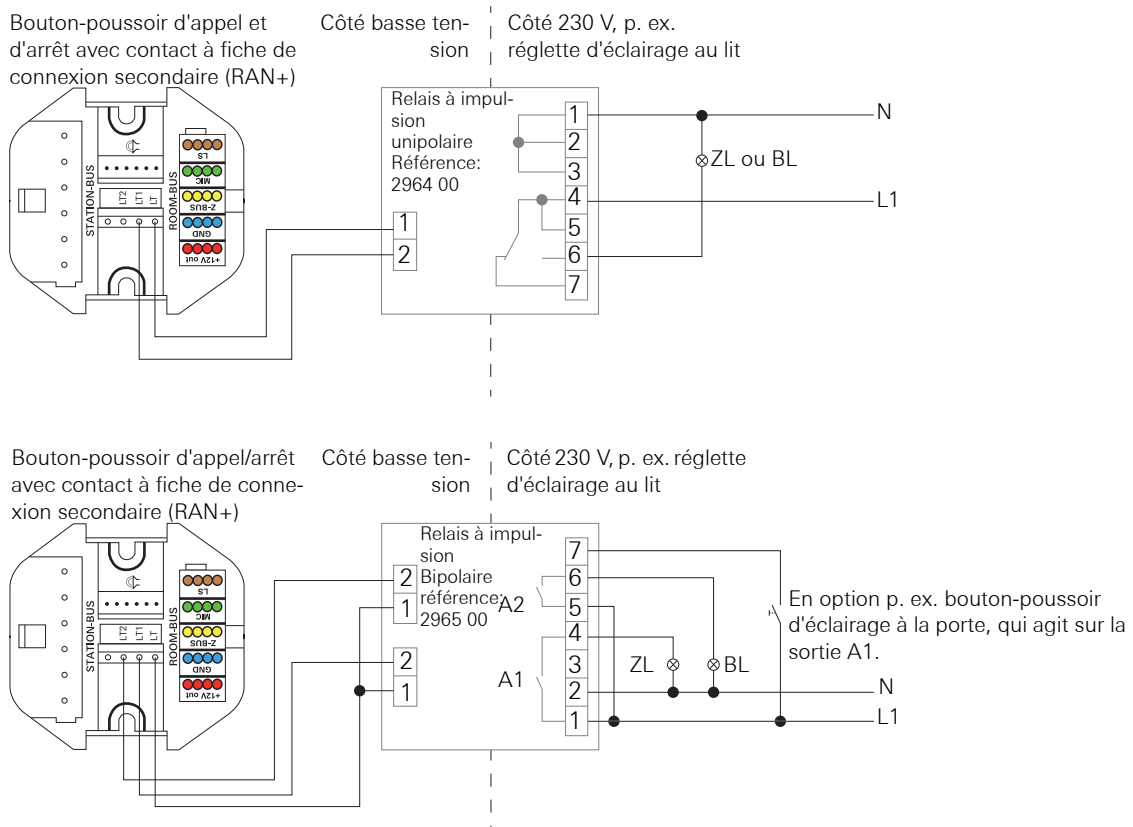 Bouton-poussoir d'appel et
d'arrêt avec contact à fiche de
connexion secondaire (RAN+)
Côté basse ten-
sion
Côté 230 V, p. ex.
réglette d'éclairage au lit
STATION-BUS
LT2
LT1
LT
ROOM-BUS
LS
MIC
Z-BUS
GND
+12V out
Relais à impul-
sion
unipolaire
Référence:
2964 00
1
2
1
2
3
4
5
6
7
N
ZL ou BL
L1
Bouton-poussoir d'appel/arrêt
avec contact à fiche de conne-
xion secondaire (RAN+)
Côté basse ten-
sion
Côté 230 V, p. ex. réglette
d'éclairage au lit
STATION-BUS
LT2
LT1
LT
ROOM-BUS
LS
MIC
Z-BUS
GND
+12V out
Relais à impul-
sion
Bipolaire
référence:
2965 00
2
1
2
1
A2
A1
7
6
5
4
3
2
1
ZL
BL
En option p. ex. bouton-poussoir
d'éclairage à la porte, qui agit sur la
sortie A1.
N
L1